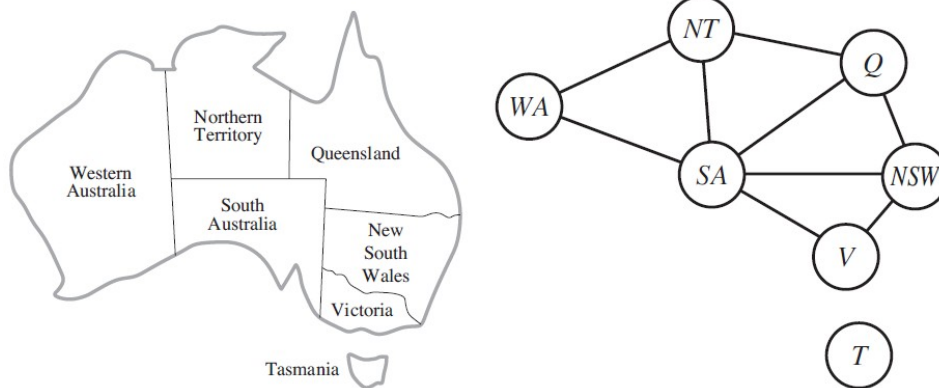 Northern
Territory
Western
Australia
Queensland
South
Australia
New
South
Wales
Victoria
Tasmania
NT
Q
WA
SA
NSW
V
T